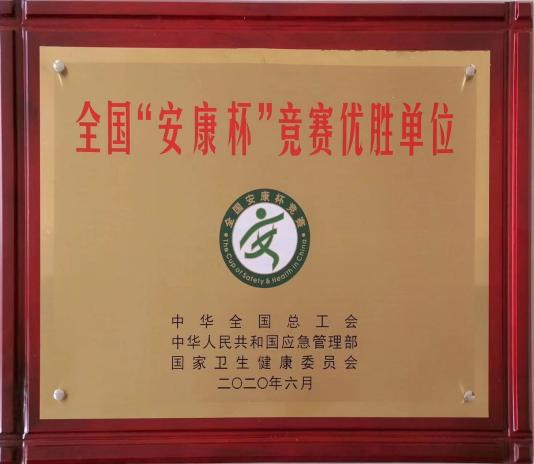 全国“安康杯”竞赛优胜单位
全国安康杯竞赛
安
The Cup of Safety & Health in China
中华全国总工会
中华人民共和国应急管理部
国家卫生健康委员会
二〇二〇年六月